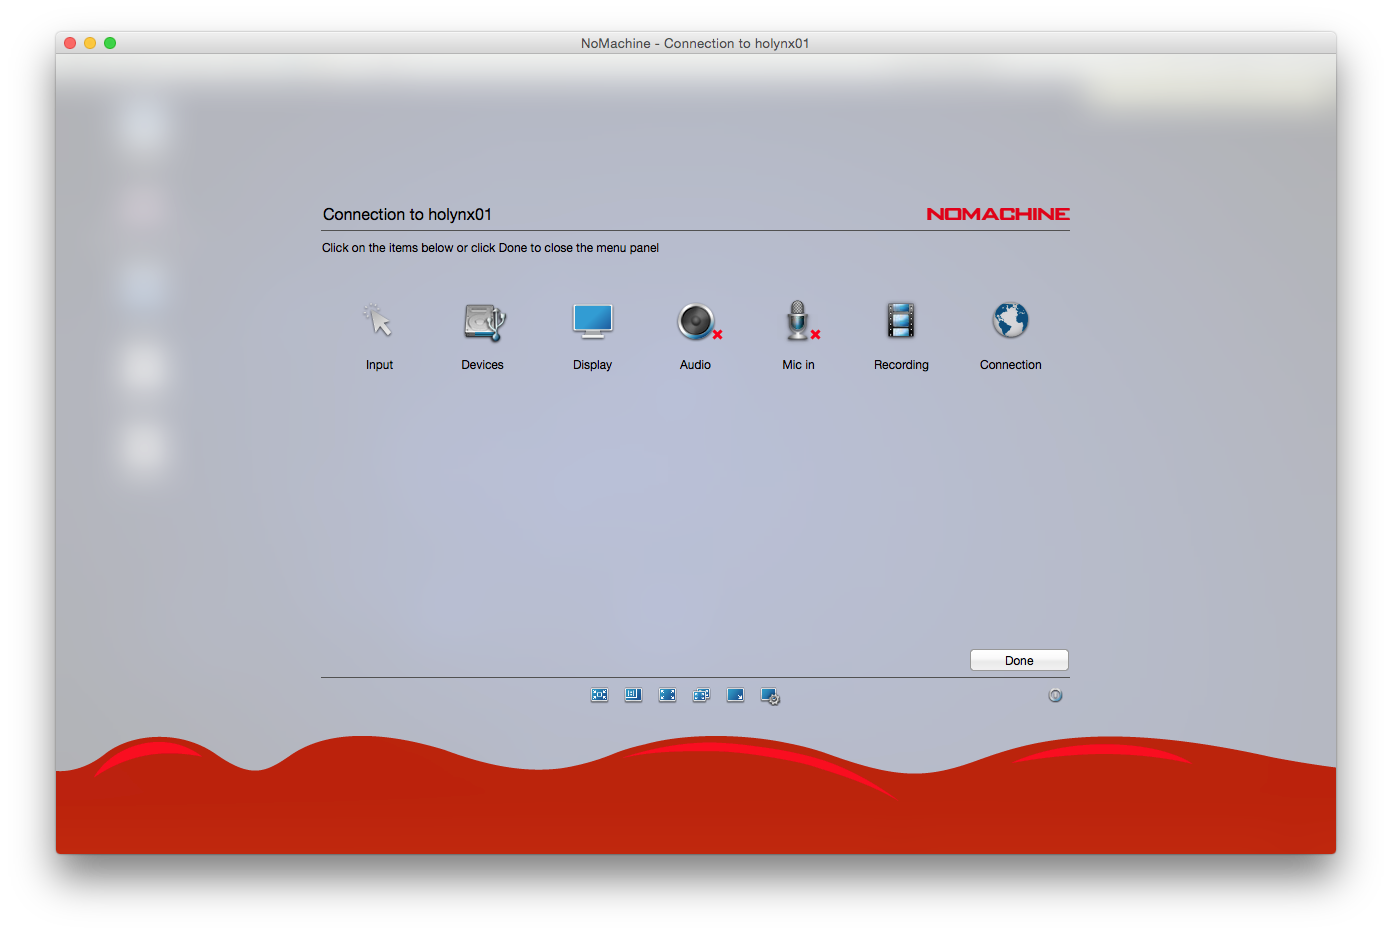 NoMachine - Connection to holynx01
Connection to holynx01
NOMACHINE
Click on the items below or click Done to close the menu panel
Input
Devices
Display
Audio
Mic in
Recording
Connection
Done